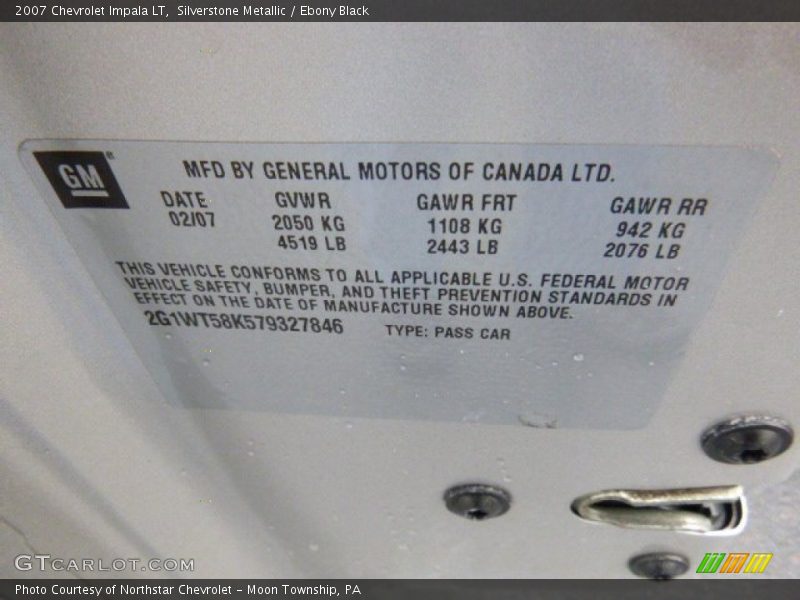 2007 Chevrolet Impala LT, Silverstone Metallic / Ebony Black
GM®
MFD BY GENERAL MOTORS OF CANADA LTD.
DATE GVWR GAWR FRT GAWR RR
02/07 2050 KG 1108 KG 942 KG
4519 LB 2443 LB 2076 LB
THIS VEHICLE CONFORMS TO ALL APPLICABLE U.S. FEDERAL MOTOR
VEHICLE SAFETY, BUMPER, AND THEFT PREVENTION STANDARDS IN
EFFECT ON THE DATE OF MANUFACTURE SHOWN ABOVE.
2G1WT58K579327846 TYPE: PASS CAR
GTCARLOT.COM
Photo Courtesy of Northstar Chevrolet - Moon Township, PA